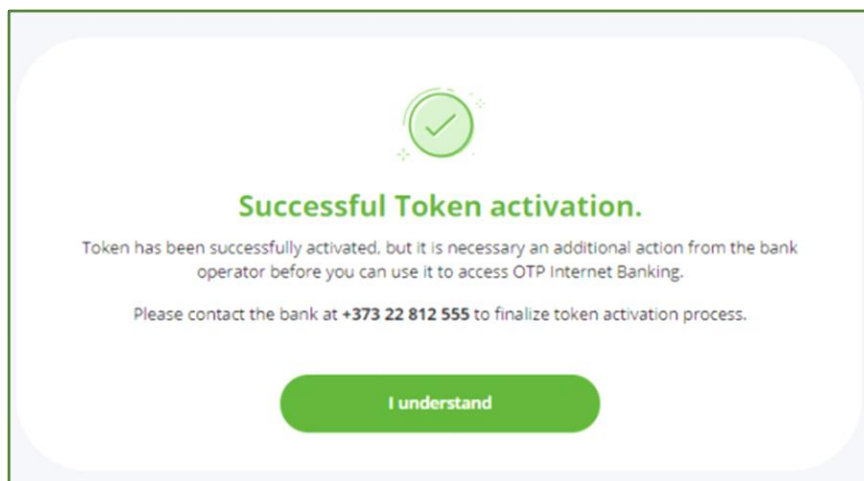 Successful Token activation.
Token has been successfully activated, but it is necessary an additional action from the bank
operator before you can use it to access OTP Internet Banking.
Please contact the bank at +373 22 812 555 to finalize token activation process.
I understand